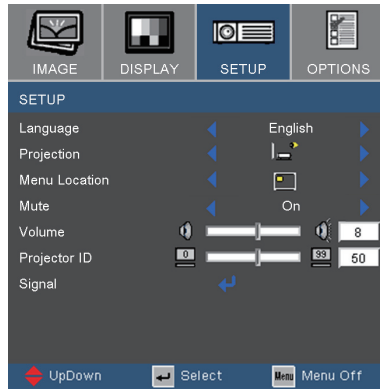 IMAGE DISPLAY SETUP OPTIONS
SETUP
Language English
Projection
Menu Location
Mute On
Volume 8
Projector ID 0 99 50
Signal
UpDown Select Menu Menu Off